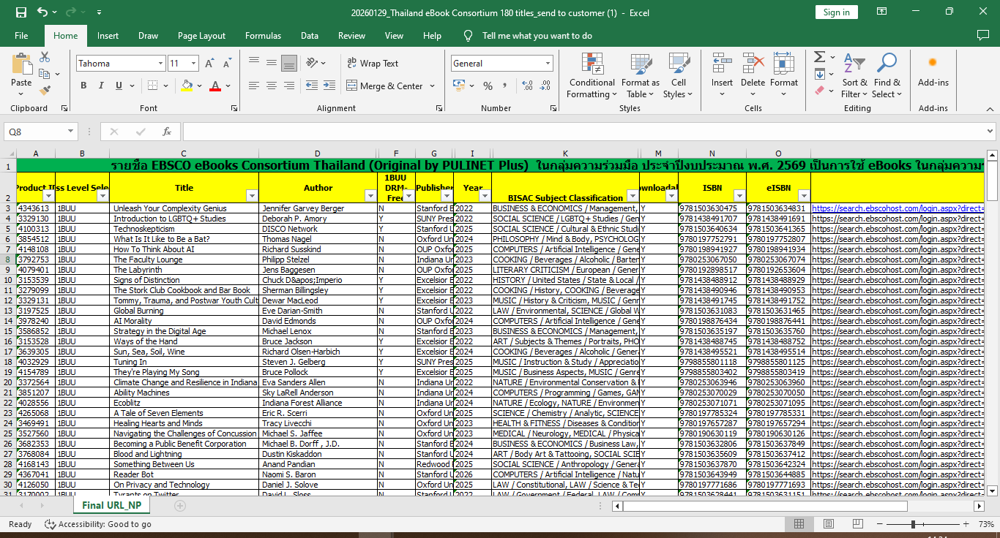 20260129_Thailand eBook Consortium 180 titles_send to customer (1) - Excel
Sign in
File Home Insert Draw Page Layout Formulas Data Review View Help Tell me what you want to do
Paste
Clipboard
Tahoma 11
B I U
Font
Wrap Text
Merge & Center
Alignment
General
Number
Conditional Formatting
Format as Table
Cell Styles
Styles
Insert Delete Format
Cells
Sort & Filter
Find & Select
Editing
Add-ins
Add-ins
Q8 fx
A B C D F G I K M N O
1 รายชื่อ EBSCO eBooks Consortium Thailand (Original by PULINET Plus) ในกลุ่มความร่วมมือ ประจำปีงบประมาณ พ.ศ. 2569 เป็นการใช้ eBooks ในกลุ่มความ
2 Product ss Level Sele Title Author 1BUU DRM-Free Publisher Year BISAC Subject Classification ownloadab ISBN eISBN
3 4343613 1BUU Unleash Your Complexity Genius Jennifer Garvey Berger N Stanford 2022 BUSINESS & ECONOMICS / Management, Y 9781503630475 9781503634831 https://search.ebscohost.com/login.aspx?direct=
4 3329130 1BUU Introduction to LGBTQ+ Studies Deborah P. Amory Y SUNY Pres 2022 SOCIAL SCIENCE / LGBTQ+ Studies / Gen Y 9781438491707 9781438491691 https://search.ebscohost.com/login.aspx?direct=
5 4100313 1BUU Technoskepticism DISCO Network Y Stanford 2025 SOCIAL SCIENCE / Cultural & Ethnic Studi Y 9781503640634 9781503641365 https://search.ebscohost.com/login.aspx?direct=
6 3854512 1BUU What Is It Like to Be a Bat? Thomas Nagel N Oxford Un 2024 PHILOSOPHY / Mind & Body, PSYCHOLOG Y 9780197752791 9780197752807 https://search.ebscohost.com/login.aspx?direct=
7 4148108 1BUU How To Think About AI Richard Susskind N OUP Oxfo 2025 COMPUTERS / Artificial Intelligence / Gene Y 9780198941927 9780198941934 https://search.ebscohost.com/login.aspx?direct=
8 3792753 1BUU The Faculty Lounge Philipp Stelzel N Indiana Un 2023 COOKING / Beverages / Alcoholic / Barten Y 9780253067050 9780253067074 https://search.ebscohost.com/login.aspx?direct=
9 4079401 1BUU The Labyrinth Jens Baggesen N OUP Oxfo 2025 LITERARY CRITICISM / European / Gener Y 9780192898517 9780192653604 https://search.ebscohost.com/login.aspx?direct=
10 3153539 1BUU Signs of Distinction Chuck D&apos;Imperio Y Excelsior 2022 HISTORY / United States / State & Local / Y 9781438488912 9781438488929 https://search.ebscohost.com/login.aspx?direct=
11 3279099 1BUU The Stork Club Cookbook and Bar Book Sherman Billingsley Y Excelsior 2022 COOKING / History, COOKING / Beverage Y 9781438490946 9781438490953 https://search.ebscohost.com/login.aspx?direct=
12 3329131 1BUU Tommy, Trauma, and Postwar Youth Cult Dewar MacLeod Y Excelsior 2023 MUSIC / History & Criticism, MUSIC / Genr Y 9781438491745 9781438491752 https://search.ebscohost.com/login.aspx?direct=
13 3197525 1BUU Global Burning Eve Darian-Smith N Stanford 2022 LAW / Environmental, SCIENCE / Global W Y 9781503631083 9781503631465 https://search.ebscohost.com/login.aspx?direct=
14 3978240 1BUU AI Morality David Edmonds N OUP Oxfo 2024 COMPUTERS / Artificial Intelligence / Gene Y 9780198876434 9780198876441 https://search.ebscohost.com/login.aspx?direct=
15 3586852 1BUU Strategy in the Digital Age Michael Lenox N Stanford 2023 BUSINESS & ECONOMICS / Management, Y 9781503635197 9781503635760 https://search.ebscohost.com/login.aspx?direct=
16 3153528 1BUU Ways of the Hand Bruce Jackson Y Excelsior 2022 ART / Subjects & Themes / Portraits, PHO Y 9781438488745 9781438488752 https://search.ebscohost.com/login.aspx?direct=
17 3639305 1BUU Sun, Sea, Soil, Wine Richard Olsen-Harbich Y Excelsior 2024 COOKING / Beverages / Alcoholic / Gener Y 9781438495521 9781438495514 https://search.ebscohost.com/login.aspx?direct=
18 4032929 1BUU Tuning In Steven J. Gelberg Y SUNY Pres 2025 MUSIC / Instruction & Study / Appreciatio Y 9798855801118 9798855801125 https://search.ebscohost.com/login.aspx?direct=
19 4154789 1BUU They're Playing My Song Bruce Pollock Y Excelsior 2025 MUSIC / Business Aspects, MUSIC / Genre Y 9798855803402 9798855803419 https://search.ebscohost.com/login.aspx?direct=
20 3372564 1BUU Climate Change and Resilience in Indiana Eva Sanders Allen N Indiana Un 2022 NATURE / Environmental Conservation & Y 9780253063946 9780253063960 https://search.ebscohost.com/login.aspx?direct=
21 3851207 1BUU Ability Machines Sky LaRell Anderson N Indiana Un 2024 COMPUTERS / Programming / Games, GAM Y 9780253070029 9780253070050 https://search.ebscohost.com/login.aspx?direct=
22 4028556 1BUU Ecoblitz Indiana Forest Alliance N Indiana Un 2024 NATURE / Ecology, NATURE / Environmen Y 9780253071071 9780253071095 https://search.ebscohost.com/login.aspx?direct=
23 4265068 1BUU A Tale of Seven Elements Eric R. Scerri N Oxford Un 2025 SCIENCE / Chemistry / Analytic, SCIENCE Y 9780197785324 9780197785331 https://search.ebscohost.com/login.aspx?direct=
24 3469491 1BUU Healing Hearts and Minds Tracy Livecchi N Oxford Un 2023 HEALTH & FITNESS / Diseases & Condition Y 9780197657287 9780197657294 https://search.ebscohost.com/login.aspx?direct=
25 3527560 1BUU Navigating the Challenges of Concussion Michael S. Jaffee N Oxford Un 2023 MEDICAL / Neurology, MEDICAL / Physica Y 9780190630119 9780190630126 https://search.ebscohost.com/login.aspx?direct=
26 3682353 1BUU Becoming a Public Benefit Corporation Michael B. Dorff , J.D. N Stanford 2024 BUSINESS & ECONOMICS / Business Law, Y 9781503632806 9781503637849 https://search.ebscohost.com/login.aspx?direct=
27 3768084 1BUU Blood and Lightning Dustin Kiskaddon N Stanford 2024 ART / Body Art & Tattooing, SOCIAL SCIE Y 9781503635609 9781503637412 https://search.ebscohost.com/login.aspx?direct=
28 4168143 1BUU Something Between Us Anand Pandian N Redwood 2025 SOCIAL SCIENCE / Anthropology / Genera Y 9781503637870 9781503642324 https://search.ebscohost.com/login.aspx?direct=
29 4367041 1BUU Reader Bot Naomi S. Baron N Stanford 2026 COMPUTERS / Artificial Intelligence / Natu Y 9781503643949 9781503644885 https://search.ebscohost.com/login.aspx?direct=
30 4126050 1BUU On Privacy and Technology Daniel J. Solove N Oxford Un 2025 LAW / Constitutional, LAW / Science & Te Y 9780197771686 9780197771693 https://search.ebscohost.com/login.aspx?direct=
31 3170002 1BUU Tyrants on Twitter David L. Sloss N Stanford 2022 LAW / Government / Federal, LAW / Com Y 9781503628441 9781503631151 https://search.ebscohost.com/login.aspx?direct=
Final URL_NP
Ready Accessibility: Good to go 73%